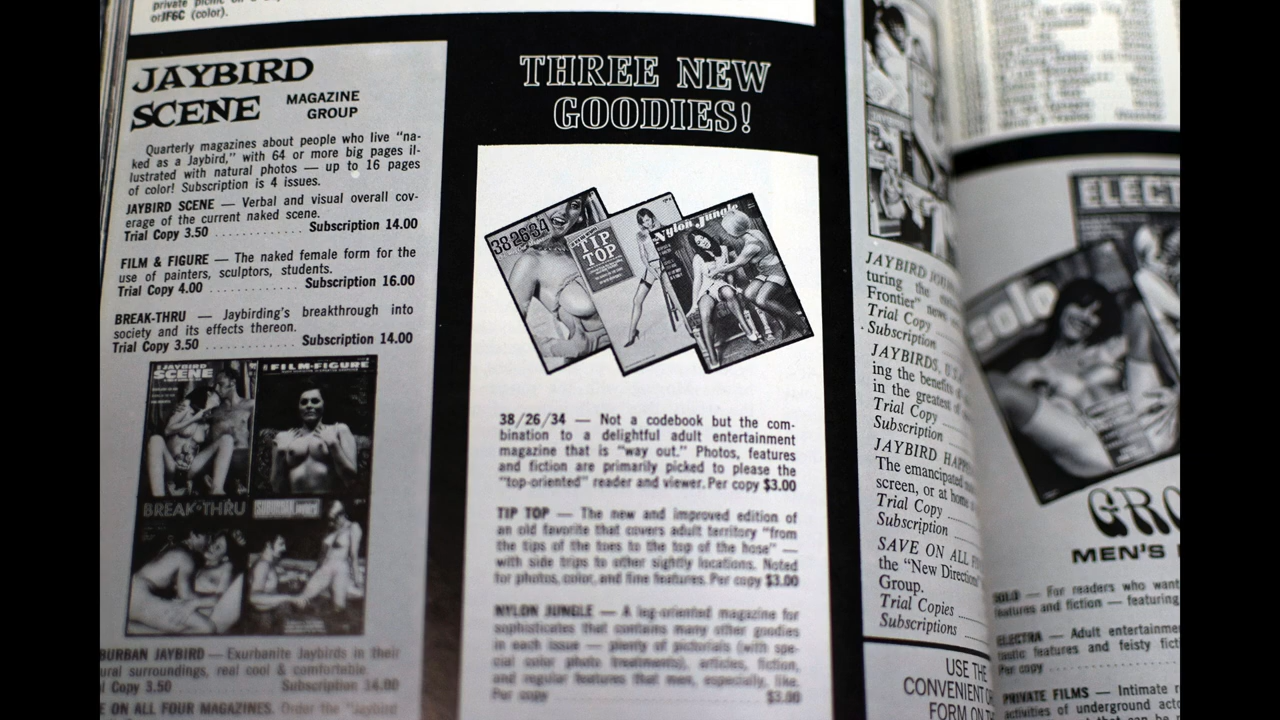 private picnic on a
orJF6C (color).
JAYBIRD
SCENE
MAGAZINE
GROUP
Quarterly magazines about people who live "na-
ked as a Jaybird," with 64 or more big pages il-
lustrated with natural photos — up to 16 pages
of color! Subscription is 4 issues.
JAYBIRD SCENE — Verbal and visual overall cov-
erage of the current naked scene.
Trial Copy 3.50 ............ Subscription 14.00
FILM & FIGURE — The naked female form for the
use of painters, sculptors, students.
Trial Copy 4.00 ............ Subscription 16.00
BREAK-THRU — Jaybirding's breakthrough into
society and its effects thereon.
Trial Copy 3.50 ............ Subscription 14.00
JAYBIRD
SCENE
FILM-FIGURE
BREAK-THRU
SUBURBAN
BURBAN JAYBIRD — Exurbanite Jaybirds in their
ural surroundings, real cool & comfortable.
Copy 3.50 Subscription 14.00
E ON ALL FOUR MAGAZINES. Order the "Jaybird
THREE NEW
GOODIES!
38-26-34
TIP
TOP
Nylon Jungle
38/26/34 — Not a codebook but the com-
bination to a delightful adult entertainment
magazine that is "way out." Photos, features
and fiction are primarily picked to please the
"top-oriented" reader and viewer. Per copy $3.00
TIP TOP — The new and improved edition of
an old favorite that covers adult territory "from
the tips of the toes to the top of the hose" —
with side trips to other sightly locations. Noted
for photos, color, and fine features. Per copy $3.00
NYLON JUNGLE — A leg-oriented magazine for
sophisticates that contains many other goodies
in each issue — plenty of pictorials (with spe-
cial color photo treatments), articles, fiction,
and regular features that men, especially, like.
Per copy $3.00
JAYBIRD
turing the
Frontier" news
Trial Copy
Subscription
JAYBIRDS, U.S.
ing the benefits
in the greatest
Trial Copy
Subscription
JAYBIRD
The emancipated
screen, or at home
Trial Copy
Subscription
SAVE ON ALL
the "New
Group.
Trial Copies
Subscriptions
USE THE
CONVENIENT
FORM ON
ELECT
solo
GRO
MEN'S
SOLO — For readers who want
features and fiction — featuring
ELECTRA — Adult
tastic features and feisty
Per copy
PRIVATE FILMS — Intimate
activities of underground